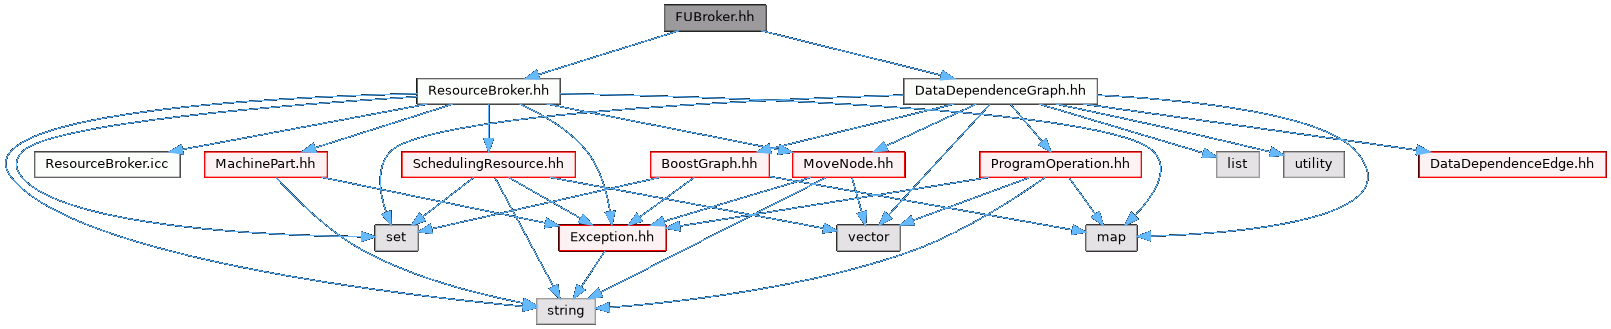 FUBroker.hh
ResourceBroker.hh
DataDependenceGraph.hh
ResourceBroker.icc
MachinePart.hh
SchedulingResource.hh
BoostGraph.hh
MoveNode.hh
ProgramOperation.hh
list
utility
DataDependenceEdge.hh
set
Exception.hh
vector
map
string